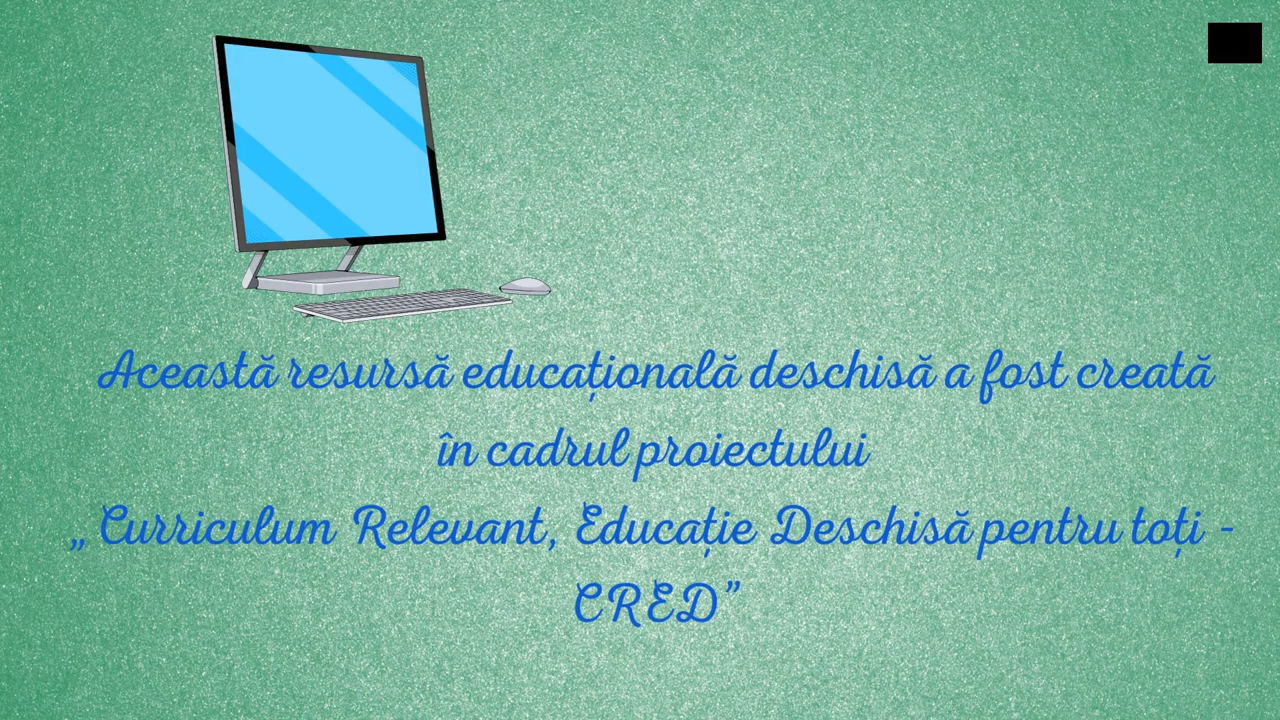 Această resursă educațională deschisă a fost creată
în cadrul proiectului
„ Curriculum Relevant, Educație Deschisă pentru toți -
CRED”